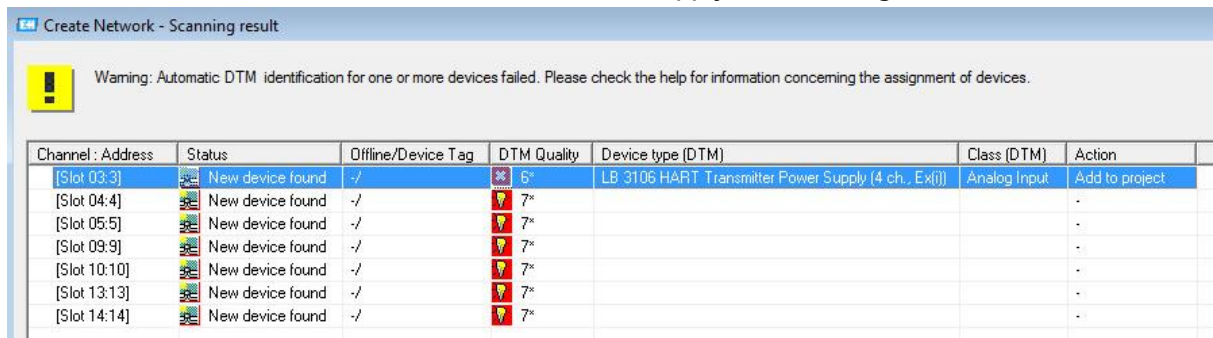 Create Network - Scanning result
Warning: Automatic DTM identification for one or more devices failed. Please check the help for information concerning the assignment of devices.
Channel : Address Status Offline/Device Tag DTM Quality Device type (DTM) Class (DTM) Action
[Slot 03:3] New device found -/ 6* LB 3106 HART Transmitter Power Supply (4 ch., Ex(i)) Analog Input Add to project
[Slot 04:4] New device found -/ 7* -
[Slot 05:5] New device found -/ 7* -
[Slot 09:9] New device found -/ 7* -
[Slot 10:10] New device found -/ 7* -
[Slot 13:13] New device found -/ 7* -
[Slot 14:14] New device found -/ 7* -